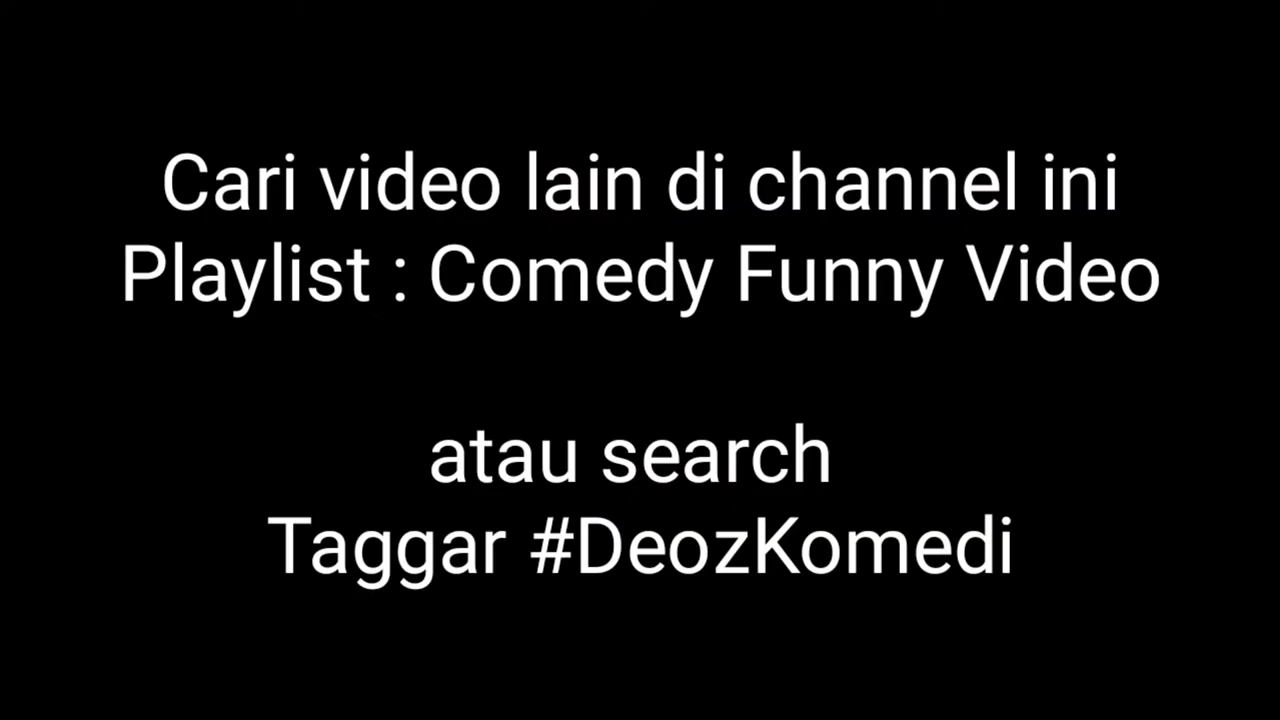 Cari video lain di channel ini
Playlist : Comedy Funny Video
atau search
Taggar #DeozKomedi